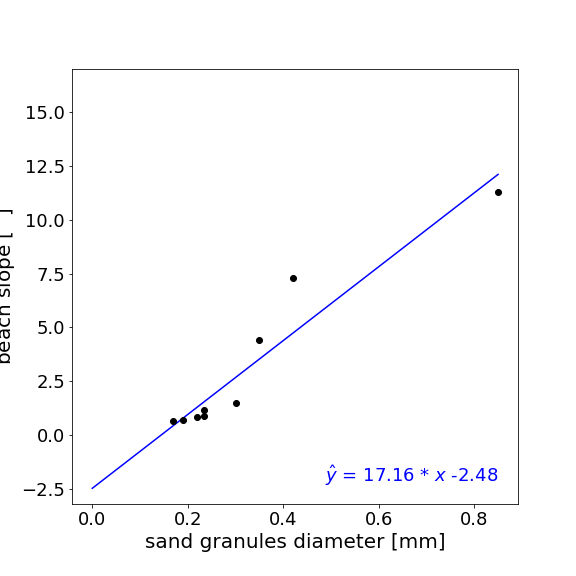 15.0
12.5
10.0
7.5
5.0
2.5
0.0
−2.5
beach slope [ ]
ŷ = 17.16 * x -2.48
0.0 0.2 0.4 0.6 0.8
sand granules diameter [mm]